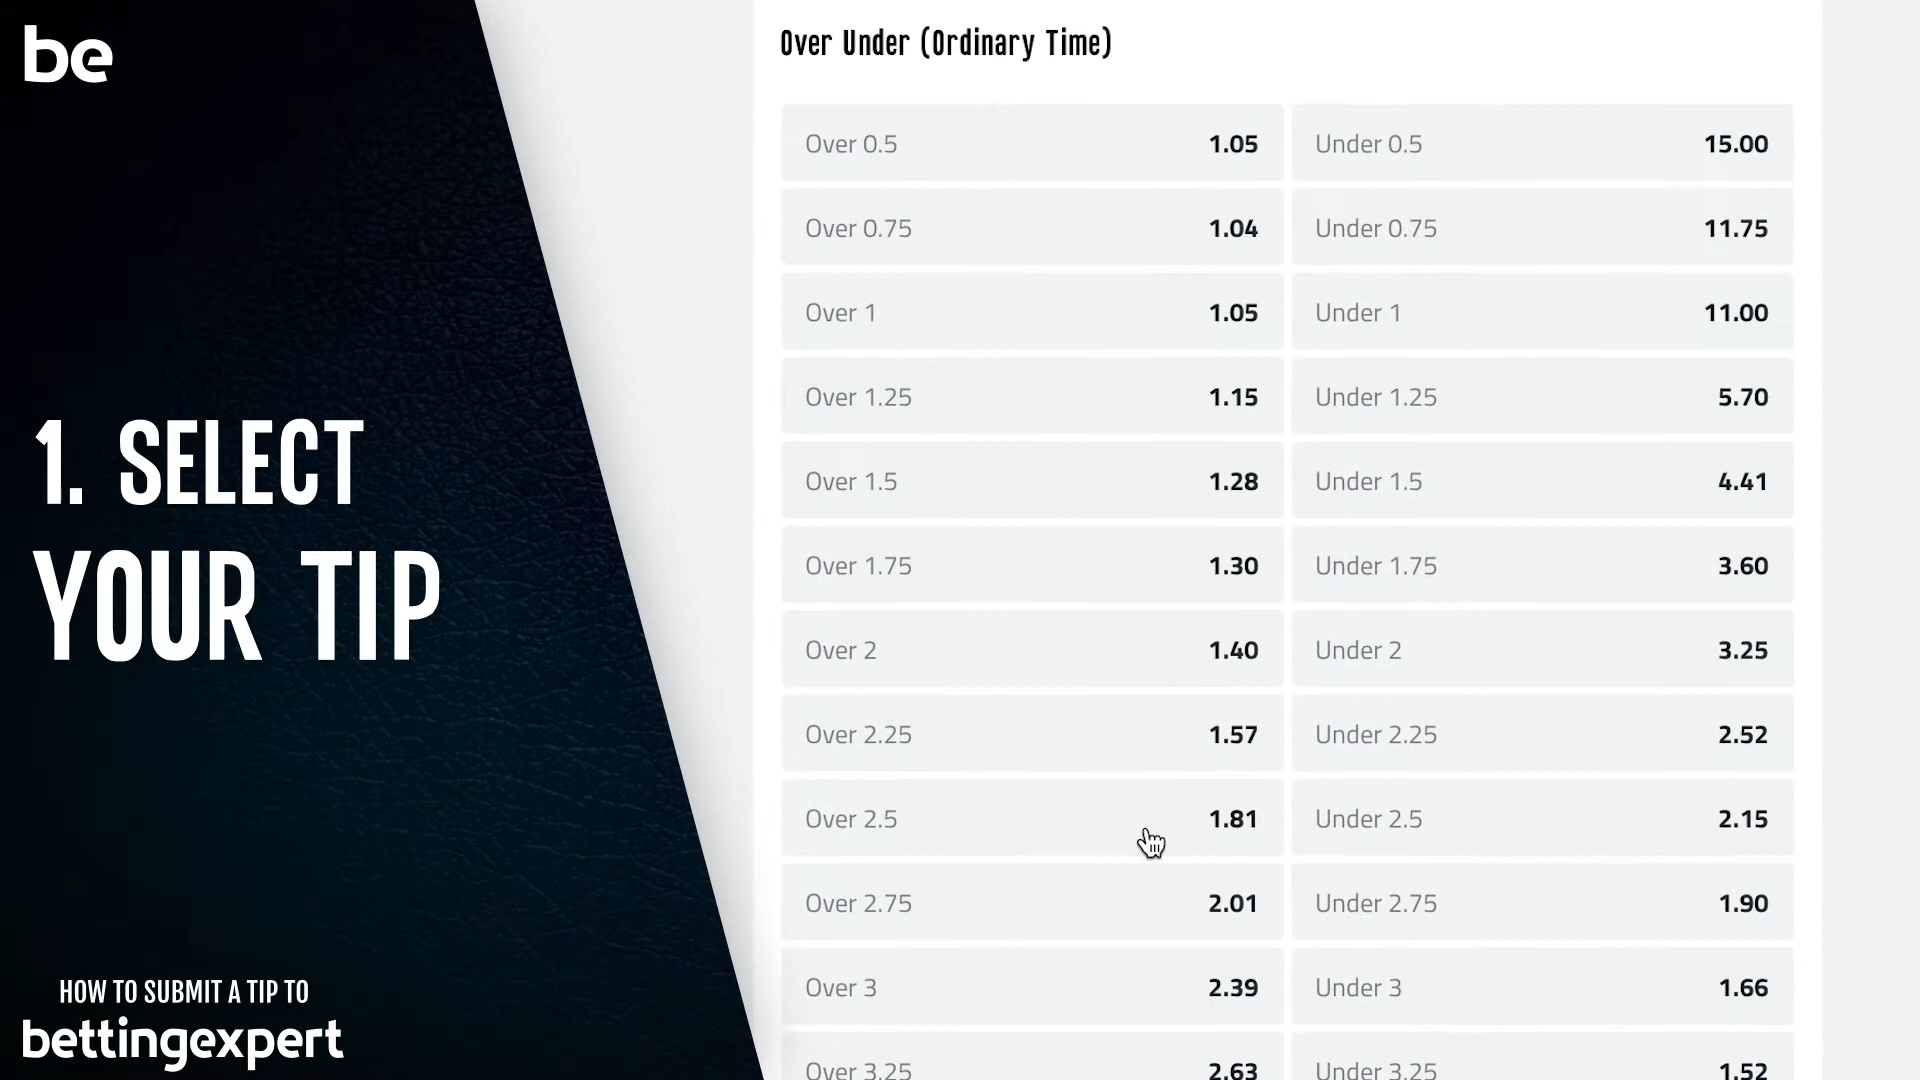 be
1. SELECT
YOUR TIP
HOW TO SUBMIT A TIP TO
bettingexpert
Over Under (Ordinary Time)
Over 0.5 1.05 Under 0.5 15.00
Over 0.75 1.04 Under 0.75 11.75
Over 1 1.05 Under 1 11.00
Over 1.25 1.15 Under 1.25 5.70
Over 1.5 1.28 Under 1.5 4.41
Over 1.75 1.30 Under 1.75 3.60
Over 2 1.40 Under 2 3.25
Over 2.25 1.57 Under 2.25 2.52
Over 2.5 1.81 Under 2.5 2.15
Over 2.75 2.01 Under 2.75 1.90
Over 3 2.39 Under 3 1.66
Over 3.25 2.63 Under 3.25 1.52